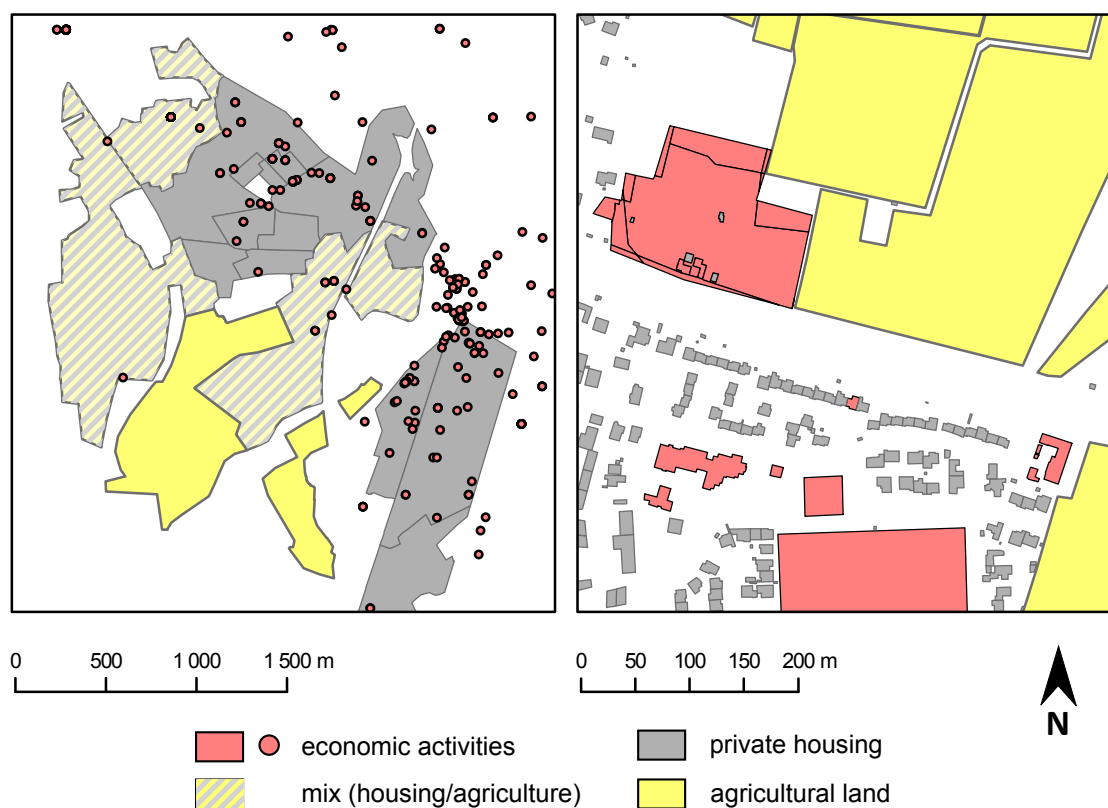 0 500 1 000 1 500 m
0 50 100 150 200 m
N
economic activities
private housing
mix (housing/agriculture)
agricultural land